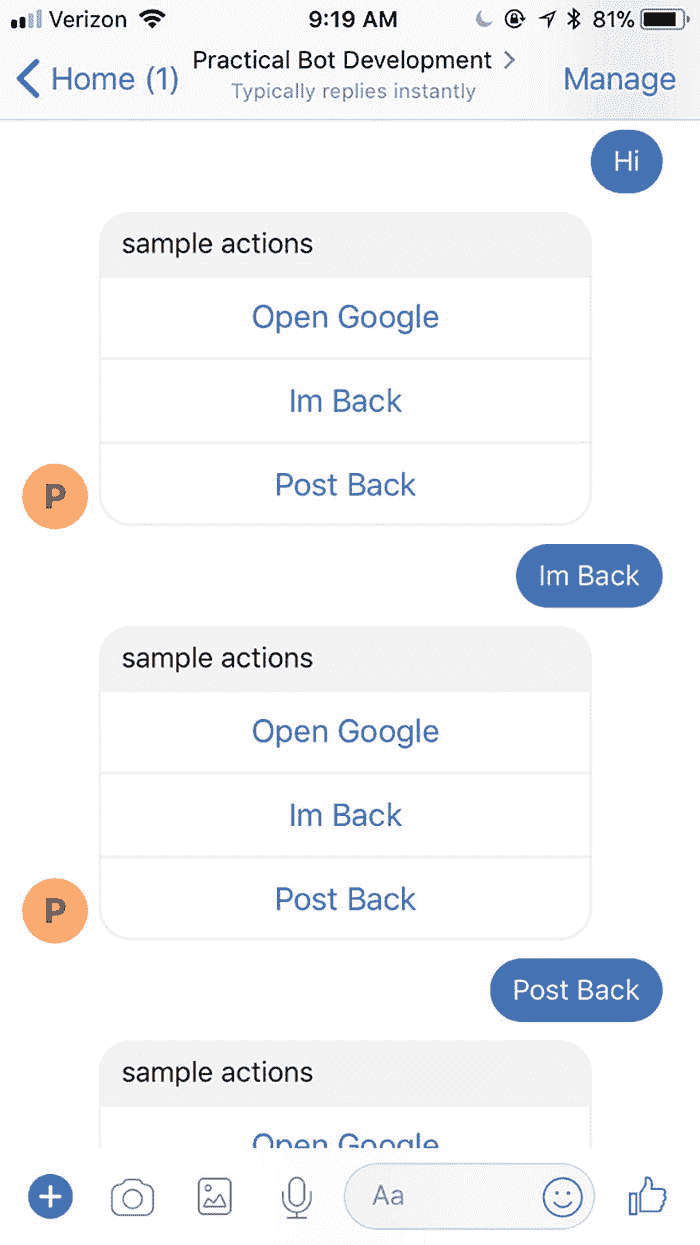 Verizon 9:19 AM 81%
Home (1) Practical Bot Development Manage
Typically replies instantly
Hi
sample actions
Open Google
Im Back
Post Back
P
Im Back
sample actions
Open Google
Im Back
Post Back
P
Post Back
sample actions
Open Google
Aa